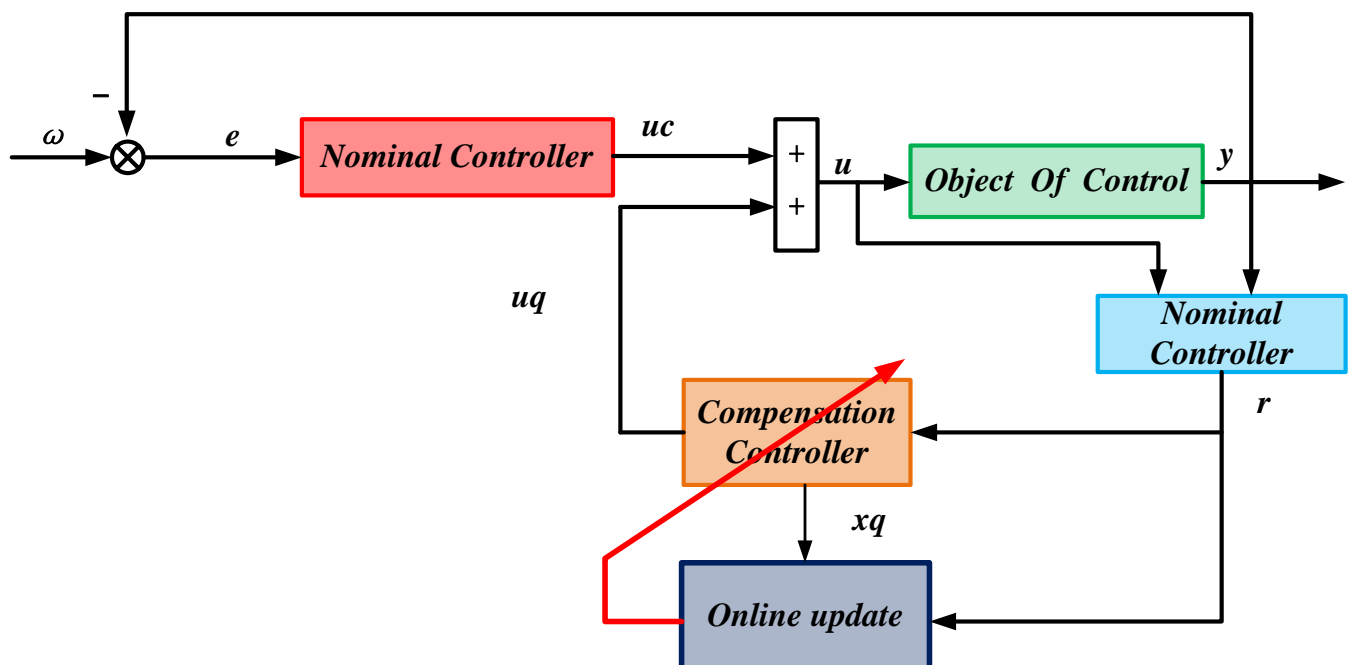 −
ω
e
Nominal Controller
uc
+
+
u
Object Of Control
y
uq
Nominal
Controller
r
Compensation
Controller
xq
Online update